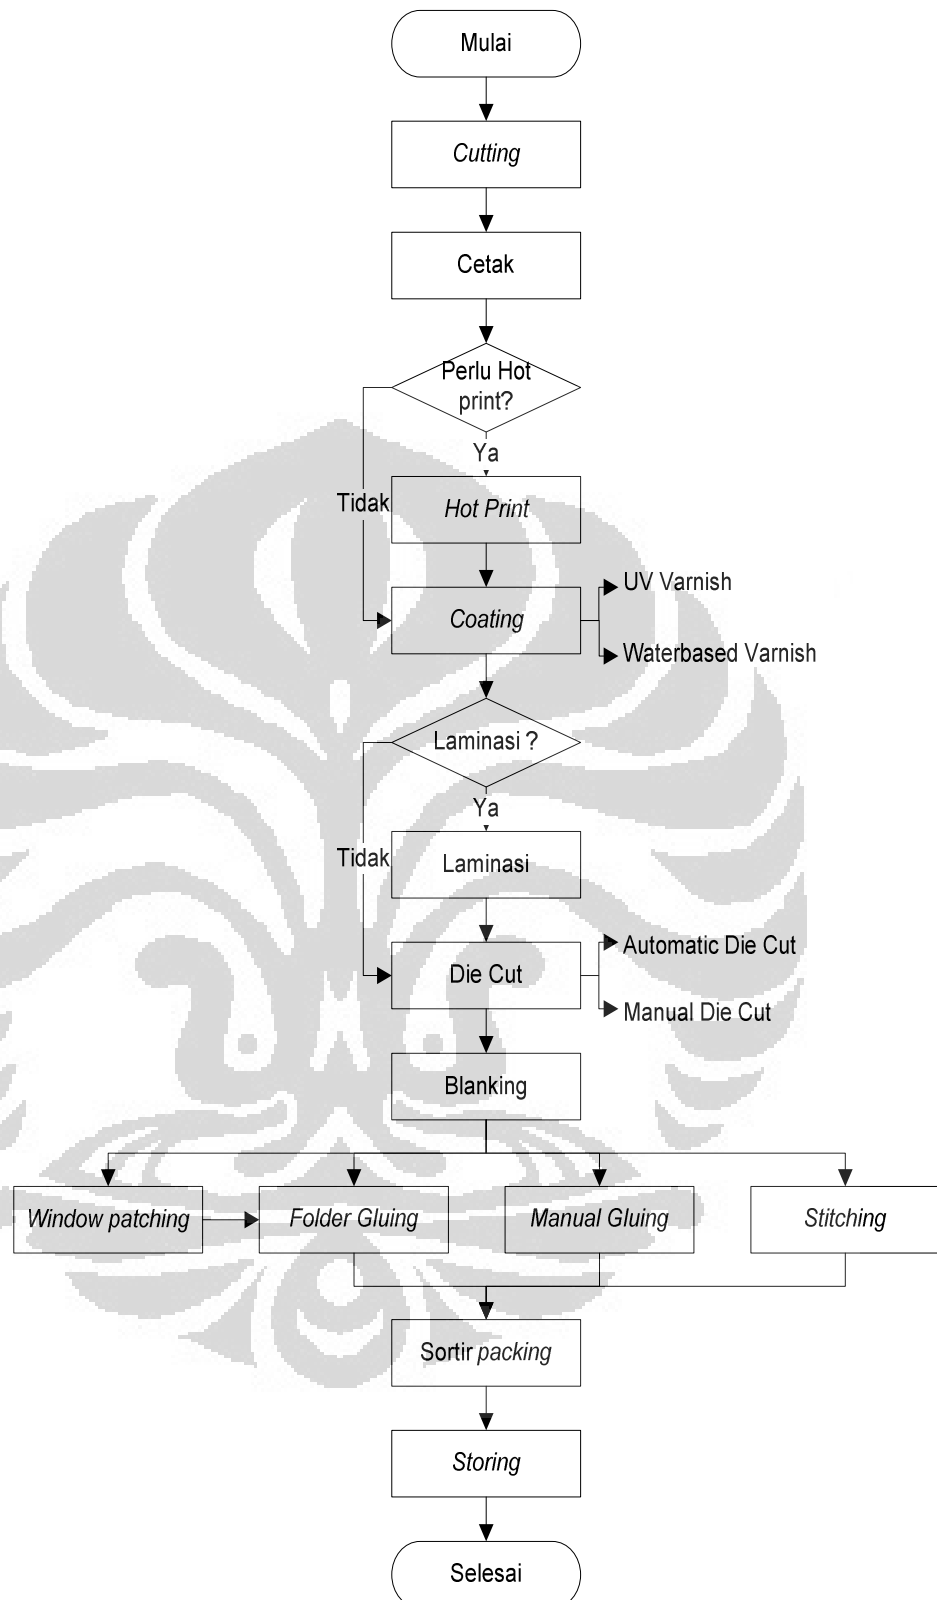 Mulai
Cutting
Cetak
Perlu Hot
print?
Ya
Tidak
Hot Print
Coating
UV Varnish
Waterbased Varnish
Laminasi ?
Ya
Tidak
Laminasi
Die Cut
Automatic Die Cut
Manual Die Cut
Blanking
Window patching
Folder Gluing
Manual Gluing
Stitching
Sortir packing
Storing
Selesai